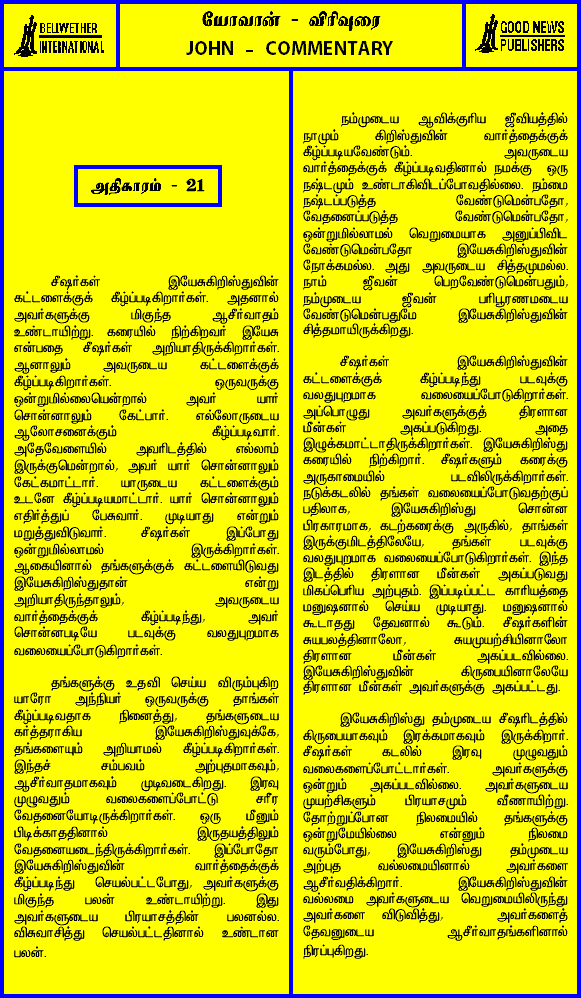 BELWETHER
INTERNATIONAL
யோவான் - விரிவுரை
JOHN - COMMENTARY
GOOD NEWS
PUBLISHERS
அதிகாரம் - 21
சீஷர்கள் இயேசுகிறிஸ்துவின்
கட்டளைக்குக் கீழ்ப்படிகிறார்கள். அதனால்
அவர்களுக்கு மிகுந்த ஆசீர்வாதம்
உண்டாயிற்று. கரையில் நிற்கிறவர் இயேசு
என்பதை சீஷர்கள் அறியாதிருக்கிறார்கள்.
ஆனாலும் அவருடைய கட்டளைக்குக்
கீழ்ப்படிகிறார்கள். ஒருவருக்கு
ஒன்றுமில்லையென்றால் அவர் யார்
சொன்னாலும் கேட்பார். எல்லோருடைய
ஆலோசனைக்கும் கீழ்ப்படிவார்.
அதேவேளையில் அவரிடத்தில் எல்லாம்
இருக்குமென்றால், அவர் யார் சொன்னாலும்
கேட்கமாட்டார். யாருடைய கட்டளைக்கும்
உடனே கீழ்ப்படியமாட்டார். யார் சொன்னாலும்
எதிர்த்துப் பேசுவார். முடியாது என்றும்
மறுத்துவிடுவார். சீஷர்கள் இப்போது
ஒன்றுமில்லாமல் இருக்கிறார்கள்.
ஆகையினால் தங்களுக்குக் கட்டளையிடுவது
இயேசுகிறிஸ்துதான் என்று
அறியாதிருந்தாலும், அவருடைய
வார்த்தைக்குக் கீழ்ப்படிந்து, அவர்
சொன்னபடியே படவுக்கு வலதுபுறமாக
வலையைப்போடுகிறார்கள்.
தங்களுக்கு உதவி செய்ய விரும்புகிற
யாரோ அந்நியர் ஒருவருக்கு தாங்கள்
கீழ்ப்படிவதாக நினைத்து, தங்களுடைய
கர்த்தராகிய இயேசுகிறிஸ்துவுக்கே,
தங்களையும் அறியாமல் கீழ்ப்படிகிறார்கள்.
இந்தச் சம்பவம் அற்புதமாகவும்,
ஆசீர்வாதமாகவும் முடிவடைகிறது. இரவு
முழுவதும் வலைகளைப்போட்டு சரீர
வேதனையோடிருக்கிறார்கள். ஒரு மீனும்
பிடிக்காததினால் இருதயத்திலும்
வேதனையடைந்திருக்கிறார்கள். இப்போதோ
இயேசுகிறிஸ்துவின் வார்த்தைக்குக்
கீழ்ப்படிந்து செயல்பட்டபோது, அவர்களுக்கு
மிகுந்த பலன் உண்டாயிற்று. இது
அவர்களுடைய பிரயாசத்தின் பலனல்ல.
விசுவாசித்து செயல்பட்டதினால் உண்டான
பலன்.
நம்முடைய ஆவிக்குரிய ஜீவியத்தில்
நாமும் கிறிஸ்துவின் வார்த்தைக்குக்
கீழ்ப்படியவேண்டும். அவருடைய
வார்த்தைக்குக் கீழ்ப்படிவதினால் நமக்கு ஒரு
நஷ்டமும் உண்டாகிவிடப்போவதில்லை. நம்மை
நஷ்டப்படுத்த வேண்டுமென்பதோ,
வேதனைப்படுத்த வேண்டுமென்பதோ,
ஒன்றுமில்லாமல் வெறுமையாக அனுப்பிவிட
வேண்டுமென்பதோ இயேசுகிறிஸ்துவின்
நோக்கமல்ல. அது அவருடைய சித்தமுமல்ல.
நாம் ஜீவன் பெறவேண்டுமென்பதும்,
நம்முடைய ஜீவன் பரிபூரணமடைய
வேண்டுமென்பதுமே இயேசுகிறிஸ்துவின்
சித்தமாயிருக்கிறது.
சீஷர்கள் இயேசுகிறிஸ்துவின்
கட்டளைக்குக் கீழ்ப்படிந்து படவுக்கு
வலதுபுறமாக வலையைப்போடுகிறார்கள்.
அப்பொழுது அவர்களுக்குத் திரளான
மீன்கள் அகப்படுகிறது. அதை
இழுக்கமாட்டாதிருக்கிறார்கள். இயேசுகிறிஸ்து
கரையில் நிற்கிறார். சீஷர்களும் கரைக்கு
அருகாமையில் படவிலிருக்கிறார்கள்.
நடுக்கடலில் தங்கள் வலையைப்போடுவதற்குப்
பதிலாக, இயேசுகிறிஸ்து சொன்ன
பிரகாரமாக, கடற்கரைக்கு அருகில், தாங்கள்
இருக்குமிடத்திலேயே, தங்கள் படவுக்கு
வலதுபுறமாக வலையைப்போடுகிறார்கள். இந்த
இடத்தில் திரளான மீன்கள் அகப்படுவது
மிகப்பெரிய அற்புதம். இப்படிப்பட்ட காரியத்தை
மனுஷனால் செய்ய முடியாது. மனுஷனால்
கூடாதது தேவனால் கூடும். சீஷர்களின்
சுயபலத்தினாலோ, சுயமுயற்சியினாலோ
திரளான மீன்கள் அகப்படவில்லை.
இயேசுகிறிஸ்துவின் கிருபையினாலேயே
திரளான மீன்கள் அவர்களுக்கு அகப்பட்டது.
இயேசுகிறிஸ்து தம்முடைய சீஷரிடத்தில்
கிருபையாகவும் இரக்கமாகவும் இருக்கிறார்.
சீஷர்கள் கடலில் இரவு முழுவதும்
வலைகளைப்போட்டார்கள். அவர்களுக்கு
ஒன்றும் அகப்படவில்லை. அவர்களுடைய
முயற்சிகளும் பிரயாசமும் வீணாயிற்று.
தோற்றுப்போன நிலமையில் தங்களுக்கு
ஒன்றுமேயில்லை என்னும் நிலமை
வரும்போது, இயேசுகிறிஸ்து தம்முடைய
அற்புத வல்லமையினால் அவர்களை
ஆசீர்வதிக்கிறார். இயேசுகிறிஸ்துவின்
வல்லமை அவர்களுடைய வெறுமையிலிருந்து
அவர்களை விடுவித்து, அவர்களைத்
தேவனுடைய ஆசீர்வாதங்களினால்
நிரப்புகிறது.